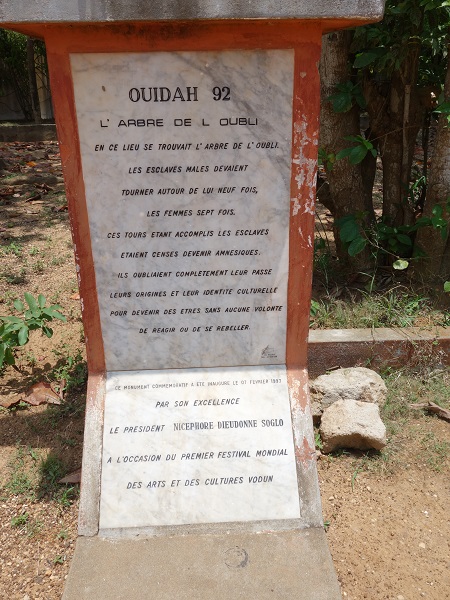 OUIDAH 92
L'ARBRE DE L OUBLI
EN CE LIEU SE TROUVAIT L'ARBRE DE L'OUBLI.
LES ESCLAVES MALES DEVAIENT
TOURNER AUTOUR DE LUI NEUF FOIS,
LES FEMMES SEPT FOIS.
CES TOURS ETANT ACCOMPLIS LES ESCLAVES
ETAIENT CENSES DEVENIR AMNESIQUES.
ILS OUBLIAIENT COMPLETEMENT LEUR PASSE
LEURS ORIGINES ET LEUR IDENTITE CULTURELLE
POUR DEVENIR DES ETRES SANS AUCUNE VOLONTE
DE REAGIR OU DE SE REBELLER.
CE MONUMENT COMMEMORATIF A ETE INAUGURE LE 07 FEVRIER 1993
PAR SON EXCELLENCE
LE PRESIDENT NICEPHORE DIEUDONNE SOGLO
A L'OCCASION DU PREMIER FESTIVAL MONDIAL
DES ARTS ET DES CULTURES VODUN